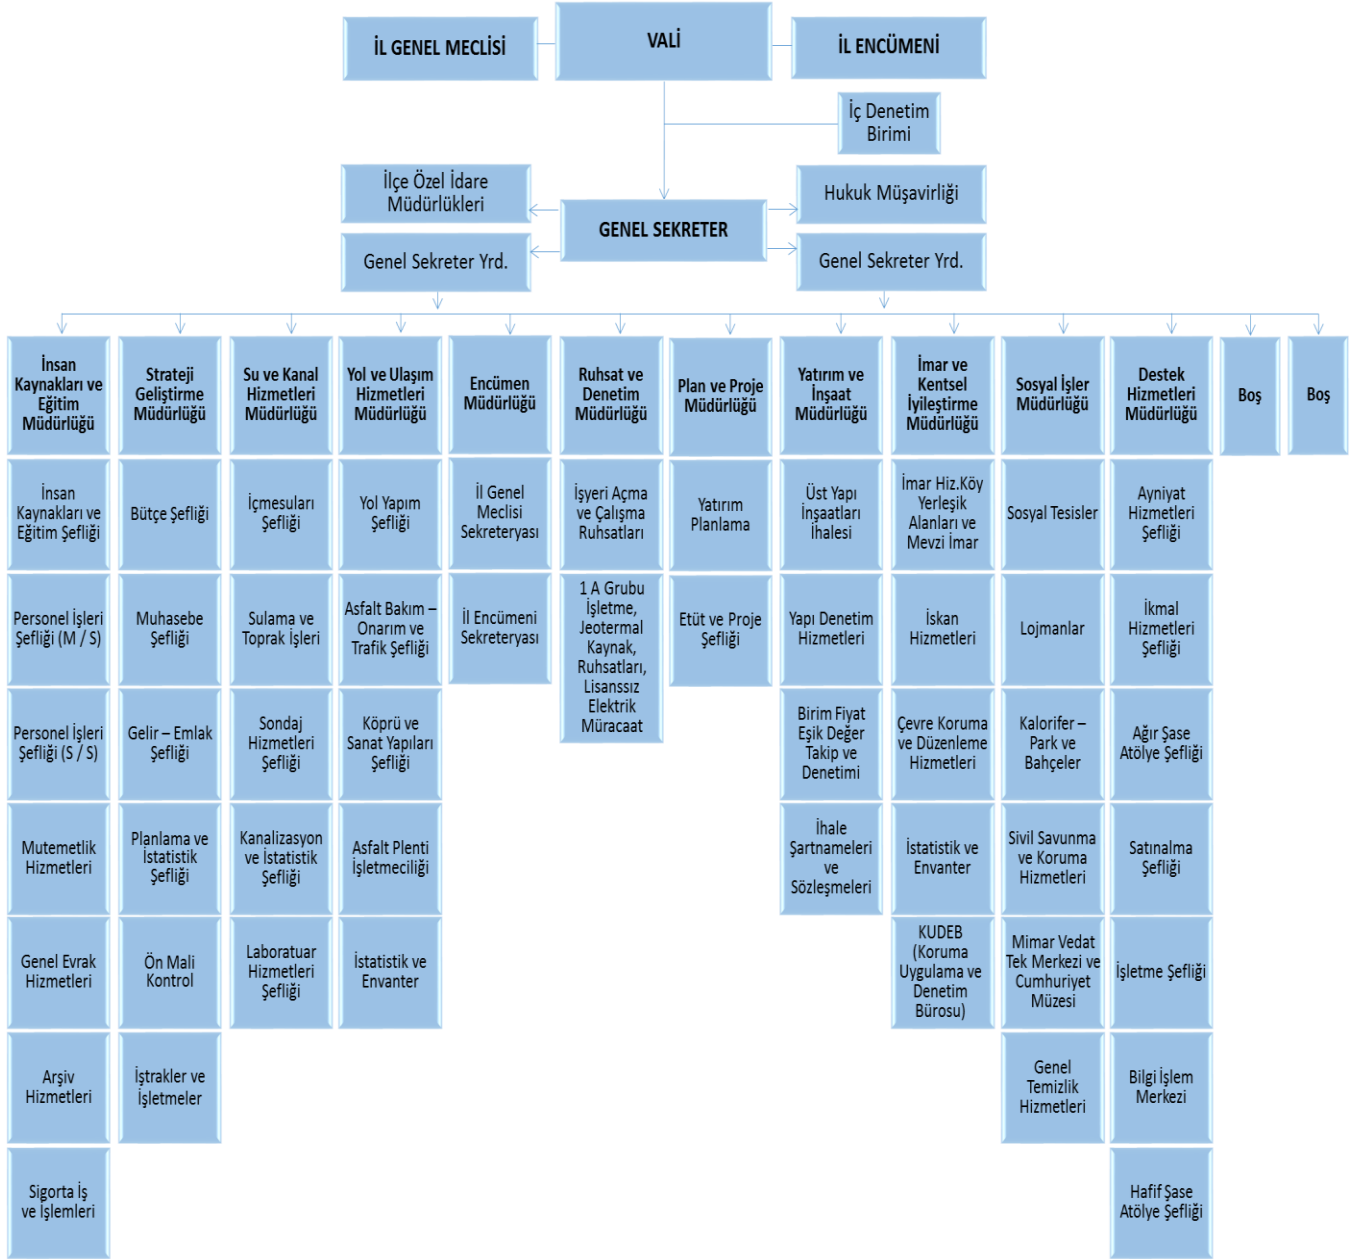 İL GENEL MECLİSİ
VALİ
İL ENCÜMENİ
İç Denetim
Birimi
İlçe Özel İdare
Müdürlükleri
Hukuk Müşavirliği
GENEL SEKRETER
Genel Sekreter Yrd.
Genel Sekreter Yrd.
İnsan
Kaynakları ve
Eğitim
Müdürlüğü
Strateji
Geliştirme
Müdürlüğü
Su ve Kanal
Hizmetleri
Müdürlüğü
Yol ve Ulaşım
Hizmetleri
Müdürlüğü
Encümen
Müdürlüğü
Ruhsat ve
Denetim
Müdürlüğü
Plan ve Proje
Müdürlüğü
Yatırım ve
İnşaat
Müdürlüğü
İmar ve
Kentsel
İyileştirme
Müdürlüğü
Sosyal İşler
Müdürlüğü
Destek
Hizmetleri
Müdürlüğü
Boş
Boş
İnsan
Kaynakları ve
Eğitim Şefliği
Bütçe Şefliği
İçmesuları
Şefliği
Yol Yapım
Şefliği
İl Genel
Meclisi
Sekreteryası
İşyeri Açma
ve Çalışma
Ruhsatları
Yatırım
Planlama
Üst Yapı
İnşaatları
İhalesi
İmar Hiz.Köy
Yerleşik
Alanları ve
Mevzi İmar
Sosyal Tesisler
Ayniyat
Hizmetleri
Şefliği
Personel İşleri
Şefliği (M / S)
Muhasebe
Şefliği
Sulama ve
Toprak İşleri
Asfalt Bakım –
Onarım ve
Trafik Şefliği
İl Encümeni
Sekreteryası
1 A Grubu
İşletme,
Jeotermal
Kaynak,
Ruhsatları,
Lisanssız
Elektrik
Müracaat
Etüt ve Proje
Şefliği
Yapı Denetim
Hizmetleri
İskan
Hizmetleri
Lojmanlar
İkmal
Hizmetleri
Şefliği
Personel İşleri
Şefliği (S / S)
Gelir – Emlak
Şefliği
Sondaj
Hizmetleri
Şefliği
Köprü ve
Sanat Yapıları
Şefliği
Birim Fiyat
Eşik Değer
Takip ve
Denetimi
Çevre Koruma
ve Düzenleme
Hizmetleri
Kalorifer –
Park ve
Bahçeler
Ağır Şase
Atölye Şefliği
Mutemetlik
Hizmetleri
Planlama ve
İstatistik
Şefliği
Kanalizasyon
ve İstatistik
Şefliği
Asfalt Plenti
İşletmeciliği
İhale
Şartnameleri
ve
Sözleşmeleri
İstatistik ve
Envanter
Sivil Savunma
ve Koruma
Hizmetleri
Satınalma
Şefliği
Genel Evrak
Hizmetleri
Ön Mali
Kontrol
Laboratuar
Hizmetleri
Şefliği
İstatistik ve
Envanter
KUDEB
(Koruma
Uygulama ve
Denetim
Bürosu)
Mimar Vedat
Tek Merkezi ve
Cumhuriyet
Müzesi
İşletme Şefliği
Arşiv
Hizmetleri
İştrakler ve
İşletmeler
Genel
Temizlik
Hizmetleri
Bilgi İşlem
Merkezi
Sigorta İş
ve İşlemleri
Hafif Şase
Atölye Şefliği